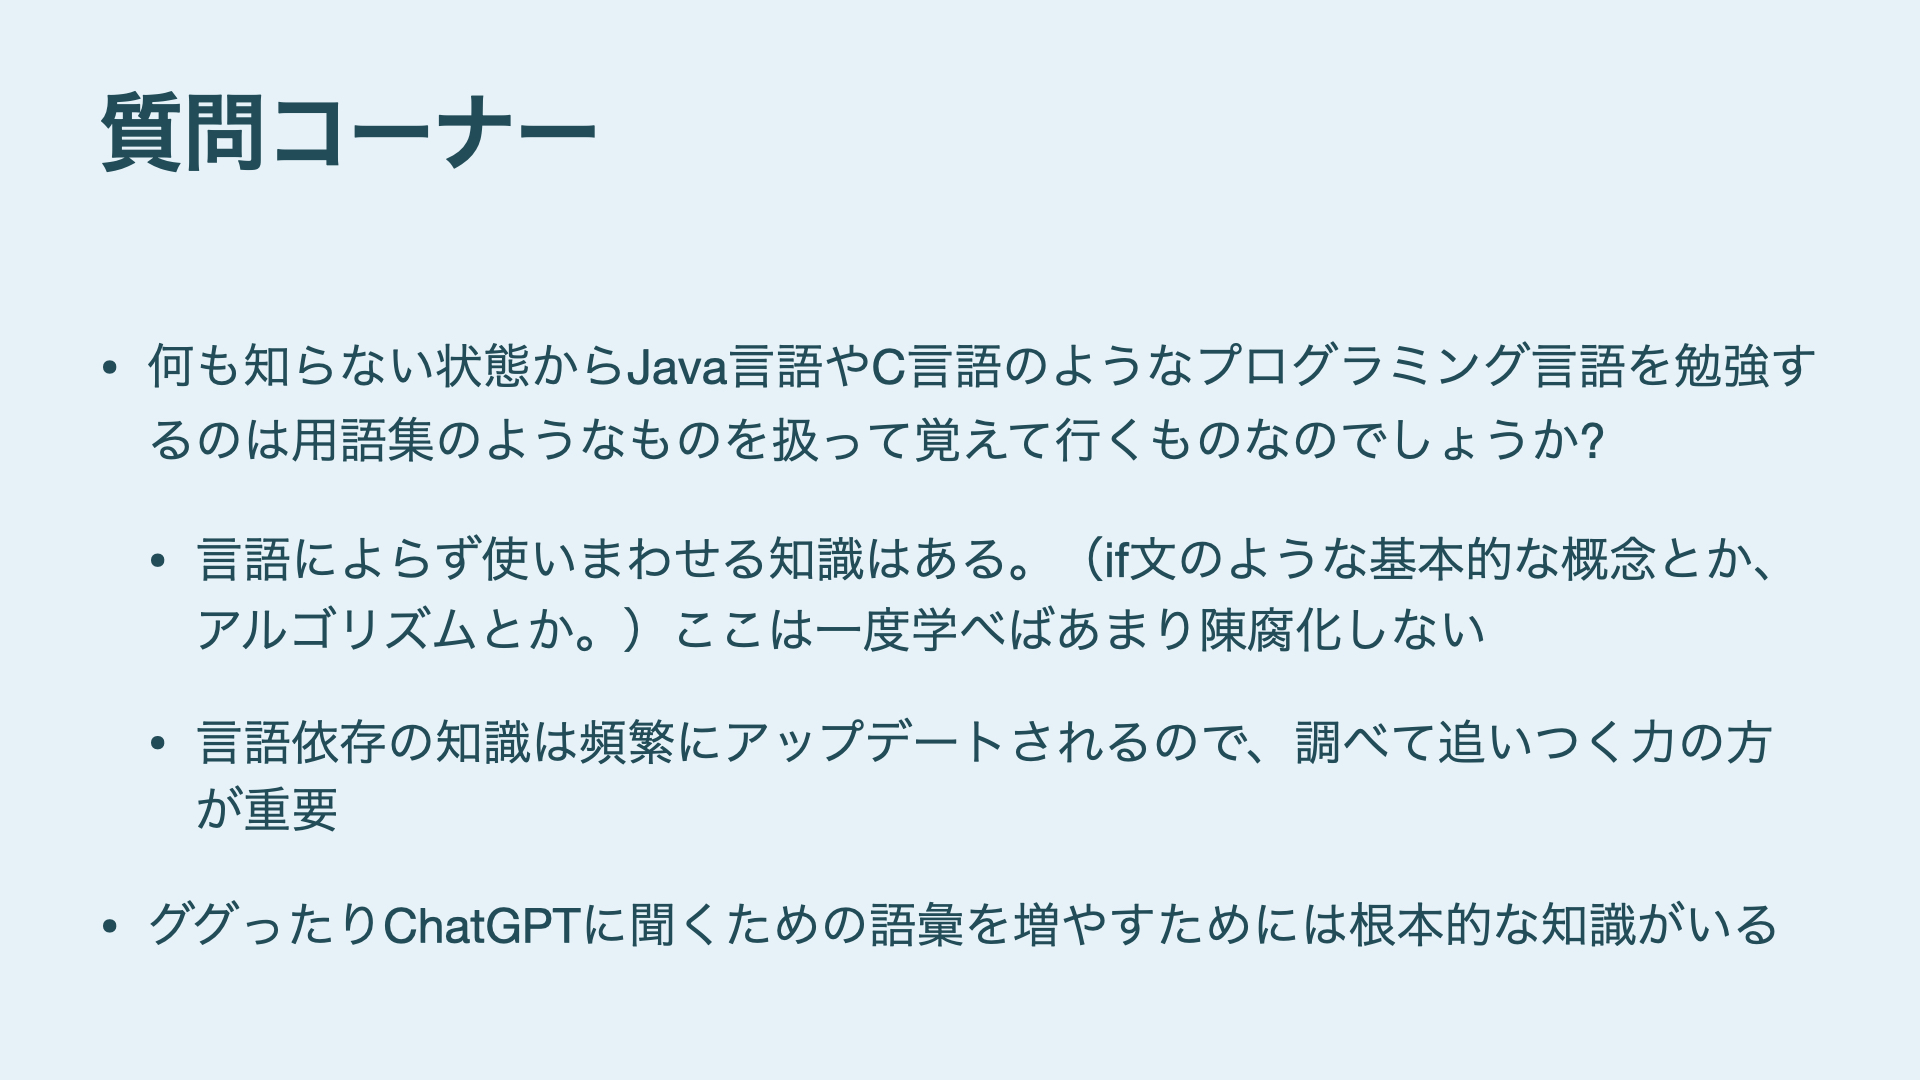 質問コーナー
• 何も知らない状態からJava言語やC言語のようなプログラミング言語を勉強す
るのは用語集のようなものを扱って覚えて行くものなのでしょうか?
• 言語によらず使いまわせる知識はある。（if文のような基本的な概念とか、
アルゴリズムとか。）ここは一度学べばあまり陳腐化しない
• 言語依存の知識は頻繁にアップデートされるので、調べて追いつく力の方
が重要
• ググったりChatGPTに聞くための語彙を増やすためには根本的な知識がいる